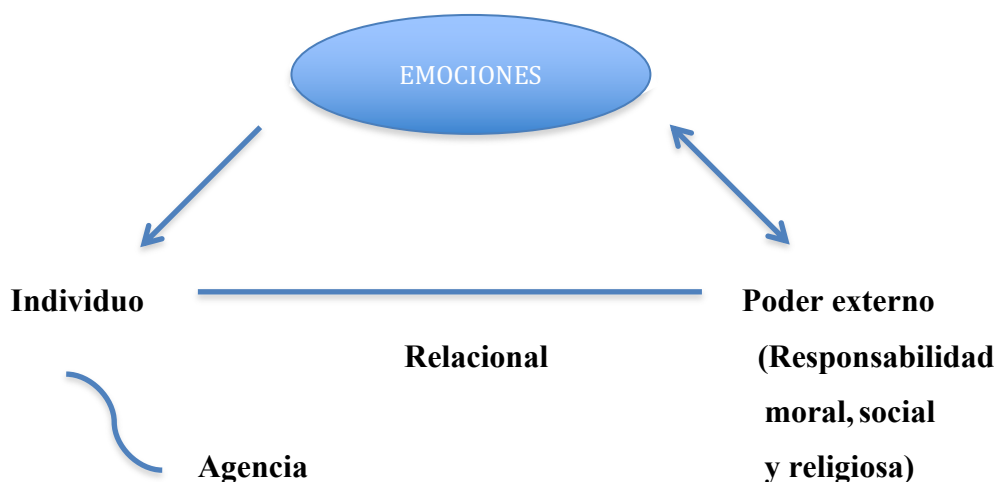 EMOCIONES
Individuo
Poder externo
Relacional
(Responsabilidad
moral, social
Agencia
y religiosa)